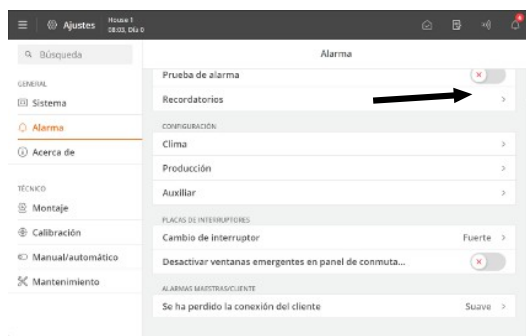 Ajustes
House 1
08:03, Día 0
Búsqueda
Alarma
GENERAL
Sistema
Alarma
Acerca de
TÉCNICO
Montaje
Calibración
Manual/automático
Mantenimiento
Prueba de alarma
Recordatorios
CONFIGURACIÓN
Clima
Producción
Auxiliar
PLACAS DE INTERRUPTORES
Cambio de interruptor Fuerte
Desactivar ventanas emergentes en panel de conmuta...
ALARMAS MAESTRAS/CLIENTE
Se ha perdido la conexión del cliente Suave